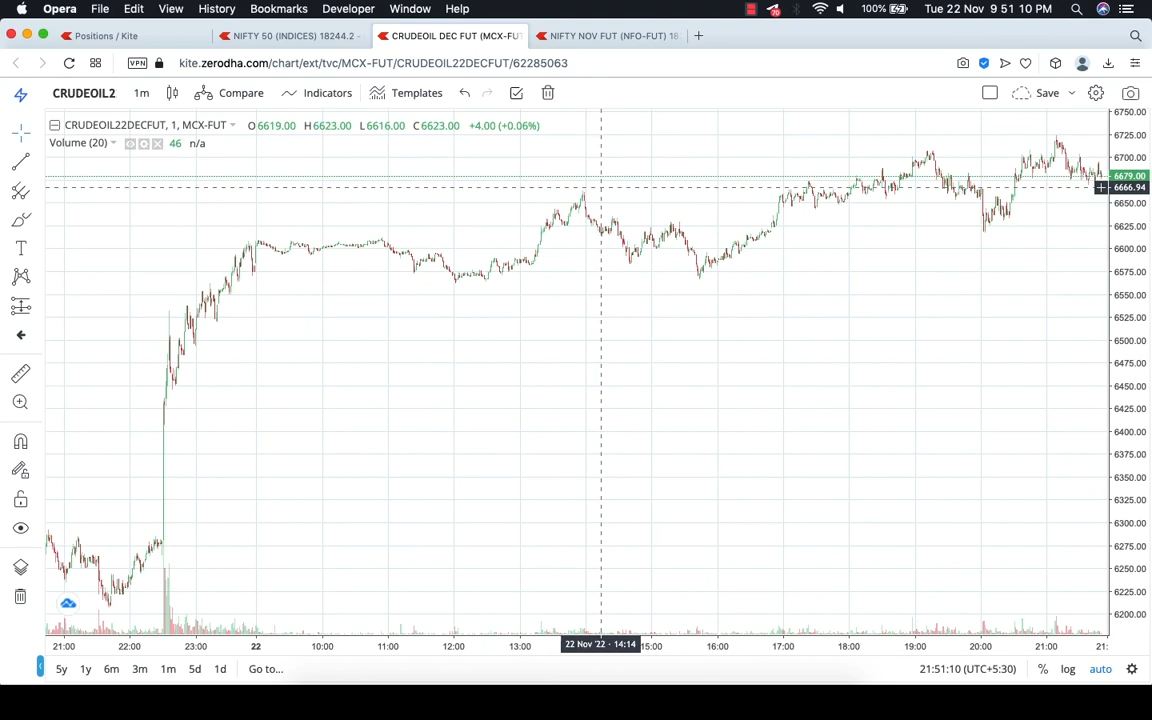 Opera File Edit View History Bookmarks Developer Window Help 20 100% Tue 22 Nov 9 51 10 PM
Positions / Kite NIFTY 50 (INDICES) 18244.2 - CRUDEOIL DEC FUT (MCX-FUT NIFTY NOV FUT (NFO-FUT) 18
VPN kite.zerodha.com/chart/ext/tvc/MCX-FUT/CRUDEOIL22DECFUT/62285063
CRUDEOIL2 1m Compare Indicators Templates Save
CRUDEOIL22DECFUT, 1, MCX-FUT O6619.00 H6623.00 L6616.00 C6623.00 +4.00 (+0.06%)
Volume (20) 46 n/a
T
6750.00
6725.00
6700.00
6679.00
6666.94
6650.00
6625.00
6600.00
6575.00
6550.00
6525.00
6500.00
6475.00
6450.00
6425.00
6400.00
6375.00
6350.00
6325.00
6300.00
6275.00
6250.00
6225.00
6200.00
21:00 22:00 23:00 22 10:00 11:00 12:00 13:00 22 Nov '22 - 14:14 15:00 16:00 17:00 18:00 19:00 20:00 21:00 21:
5y 1y 6m 3m 1m 5d 1d Go to... 21:51:10 (UTC+5:30) % log auto